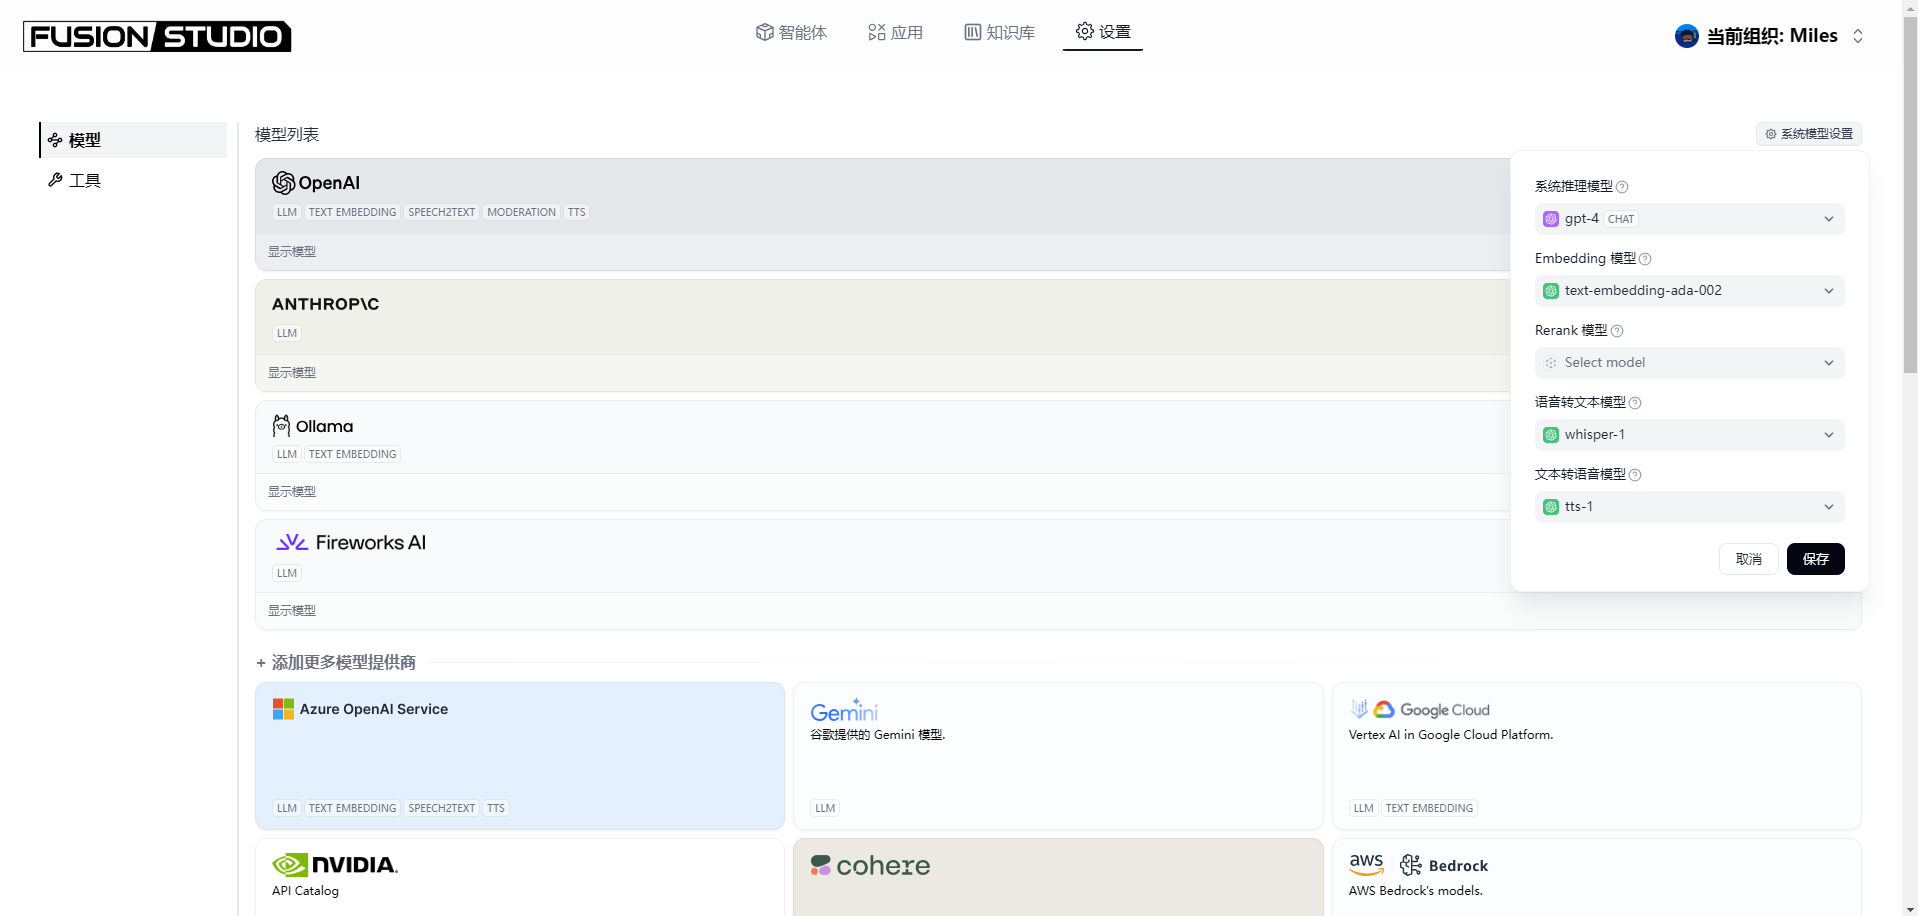 FUSION STUDIO
智能体
应用
知识库
设置
当前组织: Miles
模型
工具
模型列表
系统模型设置
OpenAI
LLM TEXT EMBEDDING SPEECH2TEXT MODERATION TTS
显示模型
ANTHROP\C
LLM
显示模型
Ollama
LLM TEXT EMBEDDING
显示模型
Fireworks AI
LLM
显示模型
系统推理模型
gpt-4 CHAT
Embedding 模型
text-embedding-ada-002
Rerank 模型
Select model
语音转文本模型
whisper-1
文本转语音模型
tts-1
取消
保存
+ 添加更多模型提供商
Azure OpenAI Service
LLM TEXT EMBEDDING SPEECH2TEXT TTS
Gemini
谷歌提供的 Gemini 模型.
LLM
Google Cloud
Vertex AI in Google Cloud Platform.
LLM TEXT EMBEDDING
NVIDIA.
API Catalog
cohere
aws Bedrock
AWS Bedrock's models.